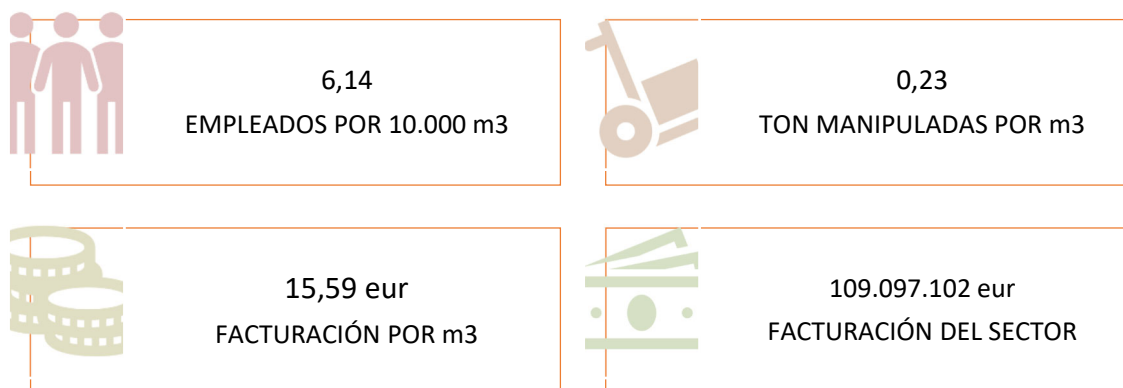 6,14
EMPLEADOS POR 10.000 m3
0,23
TON MANIPULADAS POR m3
15,59 eur
FACTURACIÓN POR m3
109.097.102 eur
FACTURACIÓN DEL SECTOR